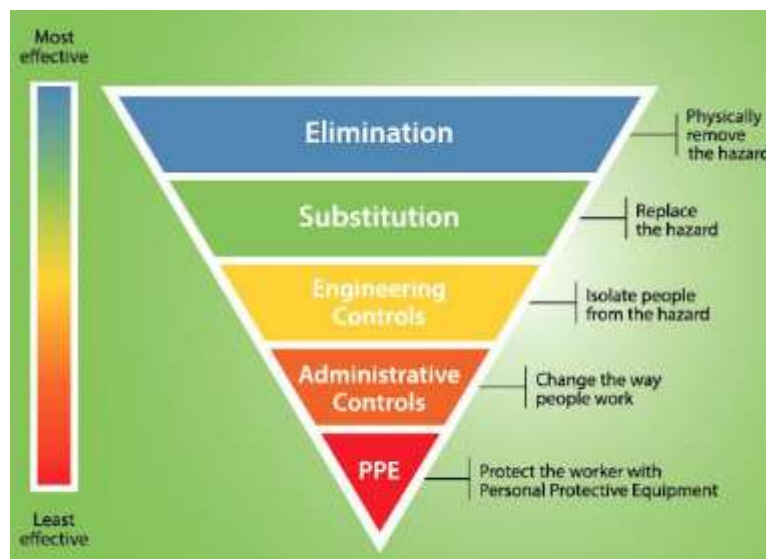 Most
effective
Elimination
Physically
remove
the hazard
Substitution
Replace
the hazard
Engineering
Controls
Isolate people
from the hazard
Administrative
Controls
Change the way
people work
PPE
Protect the worker with
Personal Protective Equipment
Least
effective